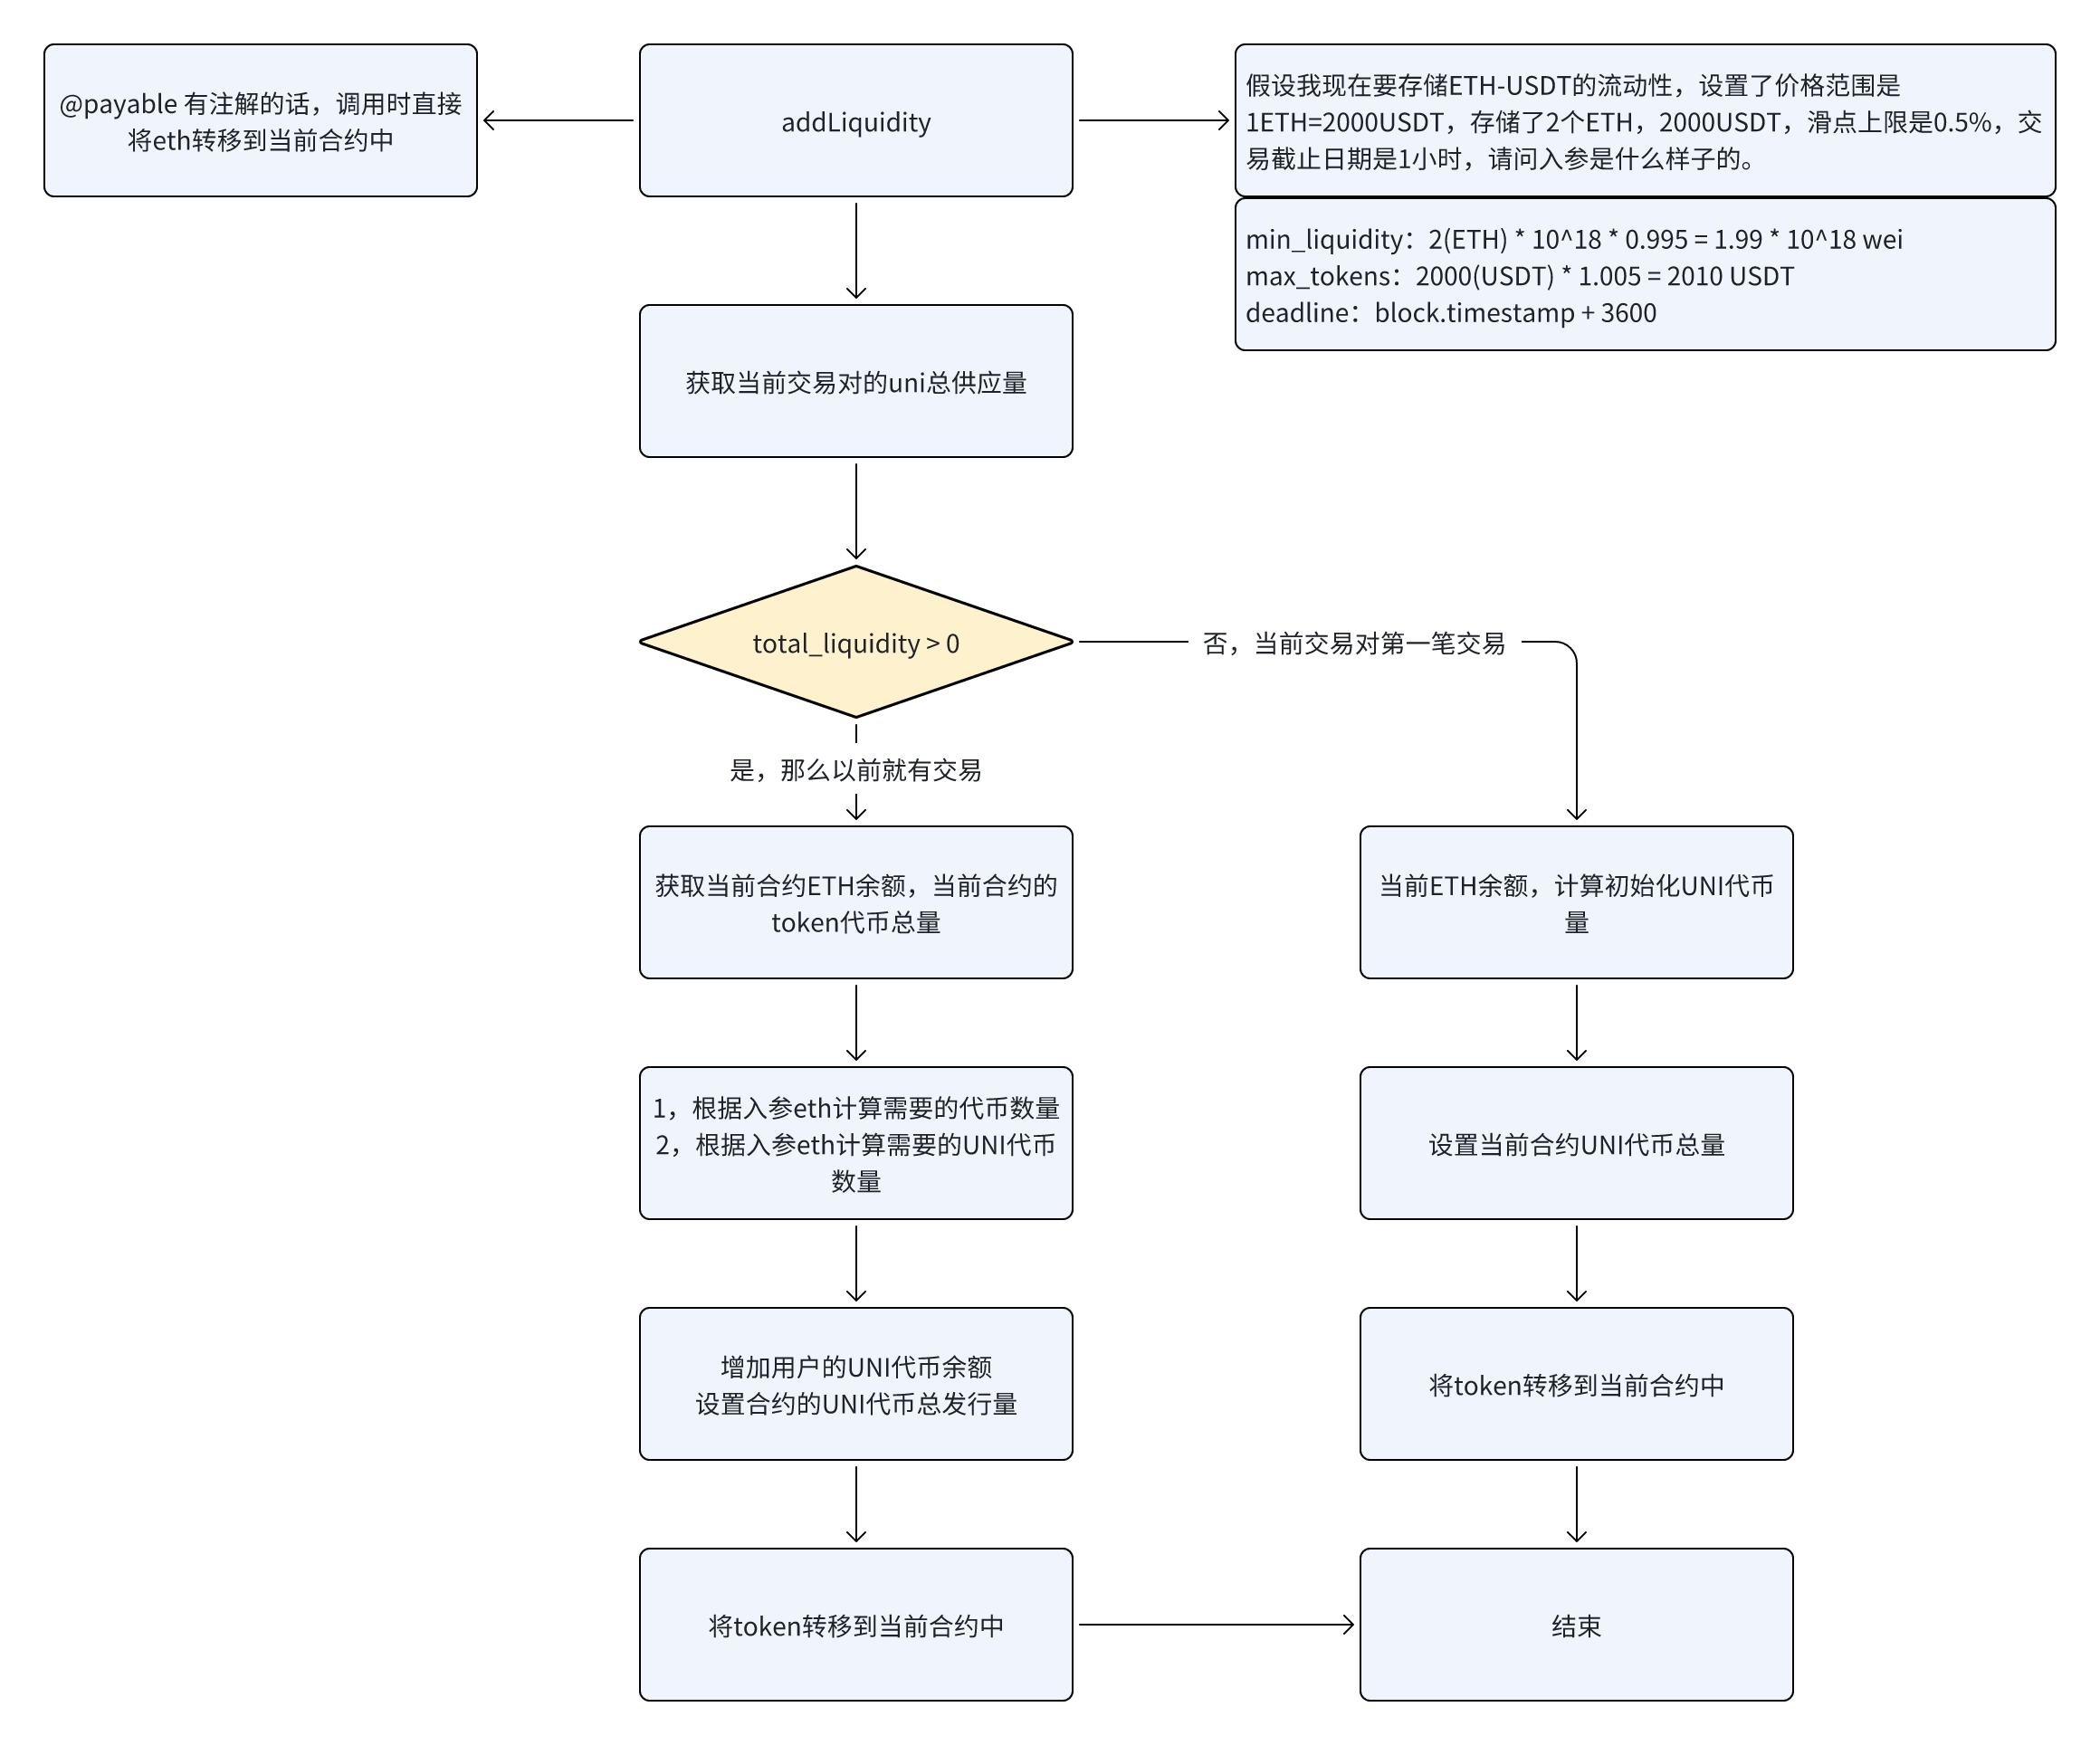 @payable 有注解的话，调用时直接
将eth转移到当前合约中
addLiquidity
假设我现在要存储ETH-USDT的流动性，设置了价格范围是
1ETH=2000USDT，存储了2个ETH，2000USDT，滑点上限是0.5%，交
易截止日期是1小时，请问入参是什么样子的。
min_liquidity：2(ETH) * 10^18 * 0.995 = 1.99 * 10^18 wei
max_tokens：2000(USDT) * 1.005 = 2010 USDT
deadline：block.timestamp + 3600
获取当前交易对的uni总供应量
total_liquidity > 0
否，当前交易对第一笔交易
是，那么以前就有交易
获取当前合约ETH余额，当前合约的
token代币总量
当前ETH余额，计算初始化UNI代币
量
1，根据入参eth计算需要的代币数量
2，根据入参eth计算需要的UNI代币
数量
设置当前合约UNI代币总量
增加用户的UNI代币余额
设置合约的UNI代币总发行量
将token转移到当前合约中
将token转移到当前合约中
结束